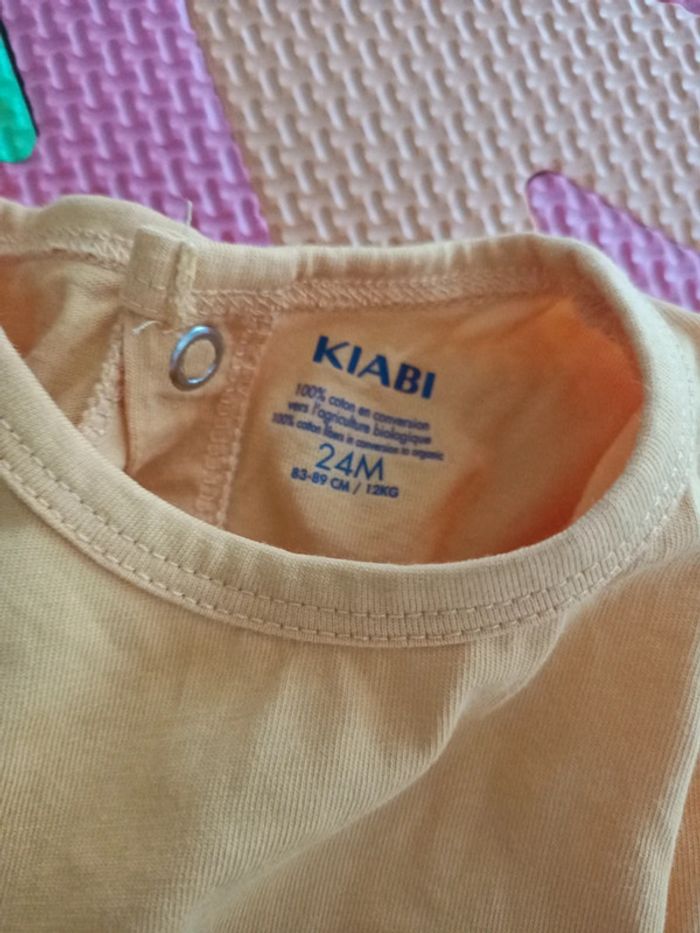 KIABI
100% coton en conversion
vers l'agriculture biologique
100% cotton fibers in conversion to organic
24M
83-89 CM / 12KG